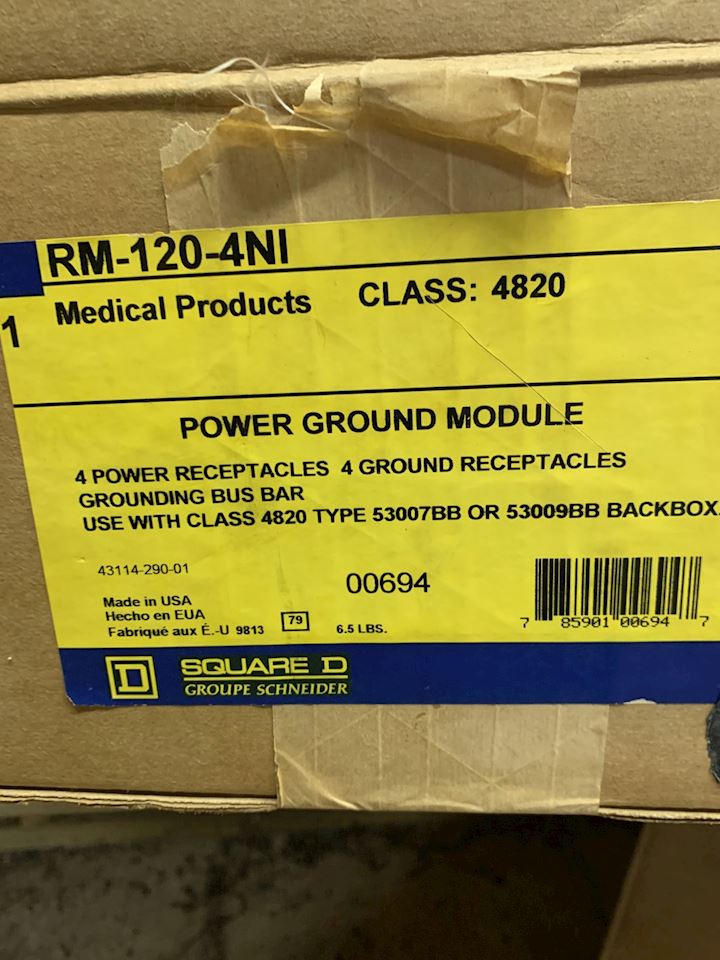 RM-120-4NI
1
Medical Products CLASS: 4820
POWER GROUND MODULE
4 POWER RECEPTACLES 4 GROUND RECEPTACLES
GROUNDING BUS BAR
USE WITH CLASS 4820 TYPE 53007BB OR 53009BB BACKBOX.
43114-290-01
00694
Made in USA
Hecho en EUA
Fabriqué aux É.-U 9813
79
6.5 LBS.
7 85901 00694 7
D
SQUARE D
GROUPE SCHNEIDER